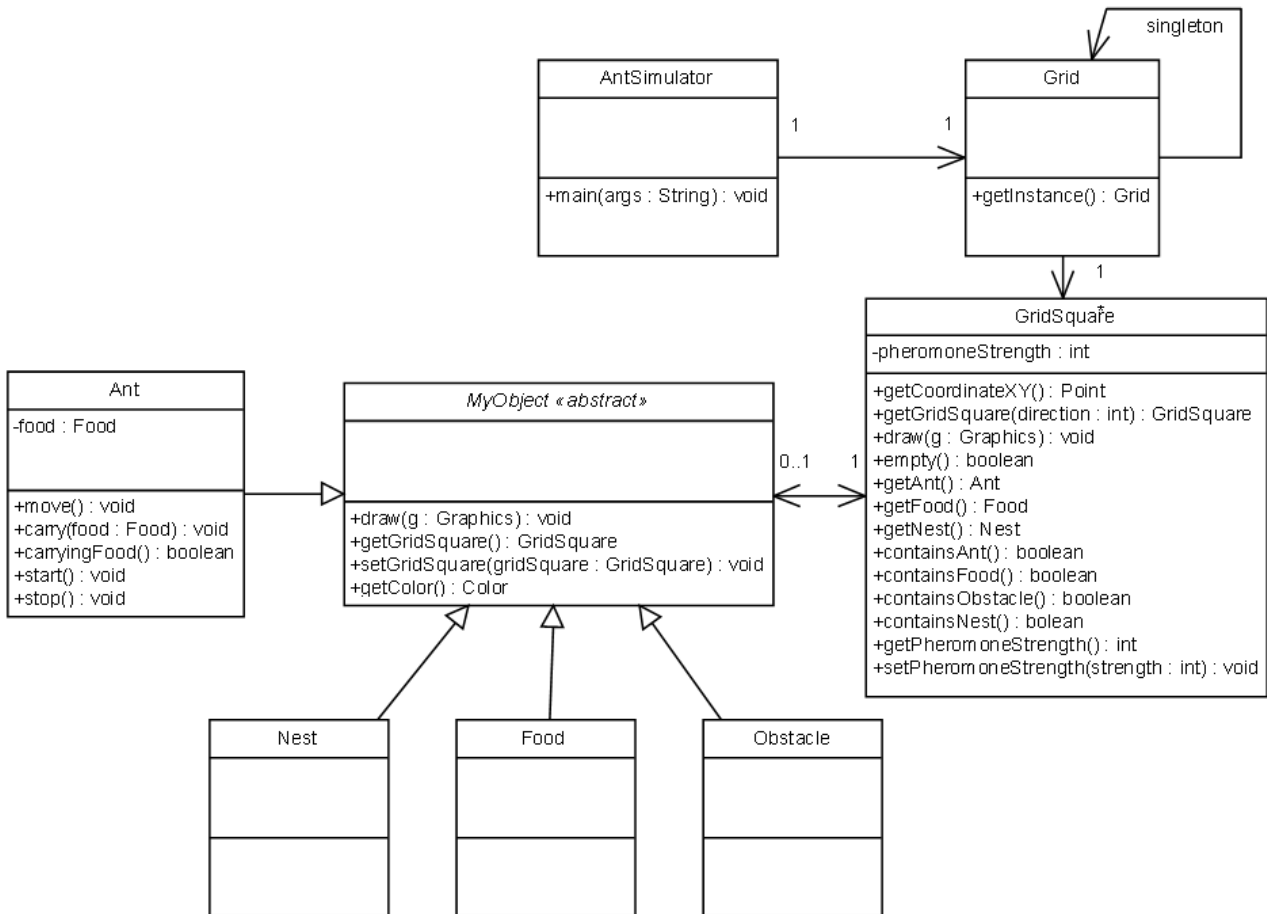 singleton
AntSimulator
+main(args : String) : void
1
1
Grid
+getInstance() : Grid
1
*
GridSquare
-pheromoneStrength : int
+getCoordinateXY() : Point
+getGridSquare(direction : int) : GridSquare
+draw(g : Graphics) : void
+empty() : boolean
+getAnt() : Ant
+getFood() : Food
+getNest() : Nest
+containsAnt() : boolean
+containsFood() : boolean
+containsObstacle() : boolean
+containsNest() : bolean
+getPheromoneStrength() : int
+setPheromoneStrength(strength : int) : void
Ant
-food : Food
+move() : void
+carry(food : Food) : void
+carryingFood() : boolean
+start() : void
+stop() : void
MyObject «abstract»
+draw(g : Graphics) : void
+getGridSquare() : GridSquare
+setGridSquare(gridSquare : GridSquare) : void
+getColor() : Color
0..1
1
Nest
Food
Obstacle